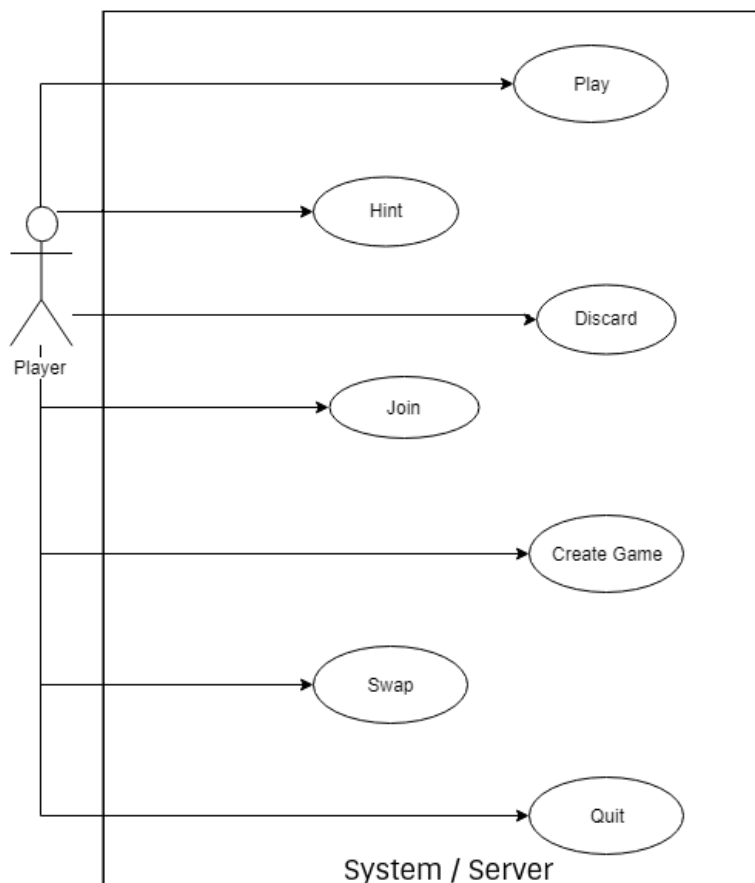 Play
Hint
Discard
Player
Join
Create Game
Swap
Quit
System / Server